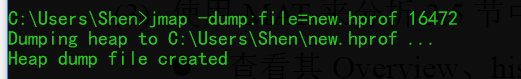 C:\Users\Shen>jmap -dump:file=new.hprof 16472
Dumping heap to C:\Users\Shen\new.hprof ...
Heap dump file created